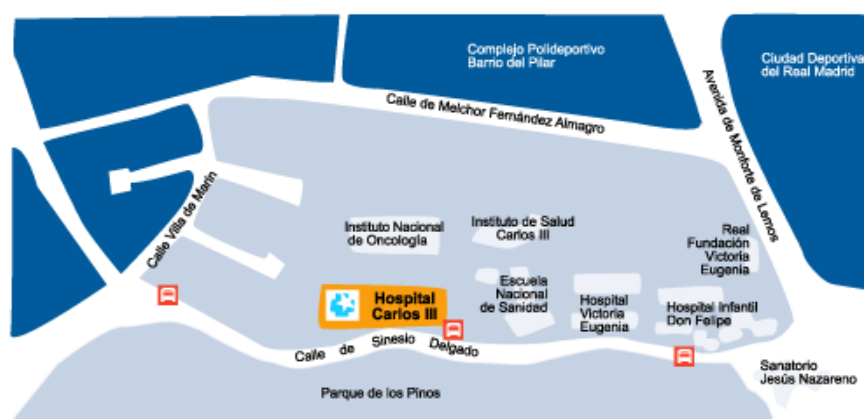 Complejo Polideportivo
Barrio del Pilar
Ciudad Deportiva
del Real Madrid
Calle de Melchor Fernández Almagro
Avenida de Monforte de Lemos
Calle Villa de Marín
Instituto Nacional
de Oncología
Instituto de Salud
Carlos III
Real
Fundación
Victoria
Eugenia
Hospital
Carlos III
Escuela
Nacional
de Sanidad
Hospital
Victoria
Eugenia
Hospital Infantil
Don Felipe
Calle de Sinesio Delgado
Sanatorio
Jesús Nazareno
Parque de los Pinos